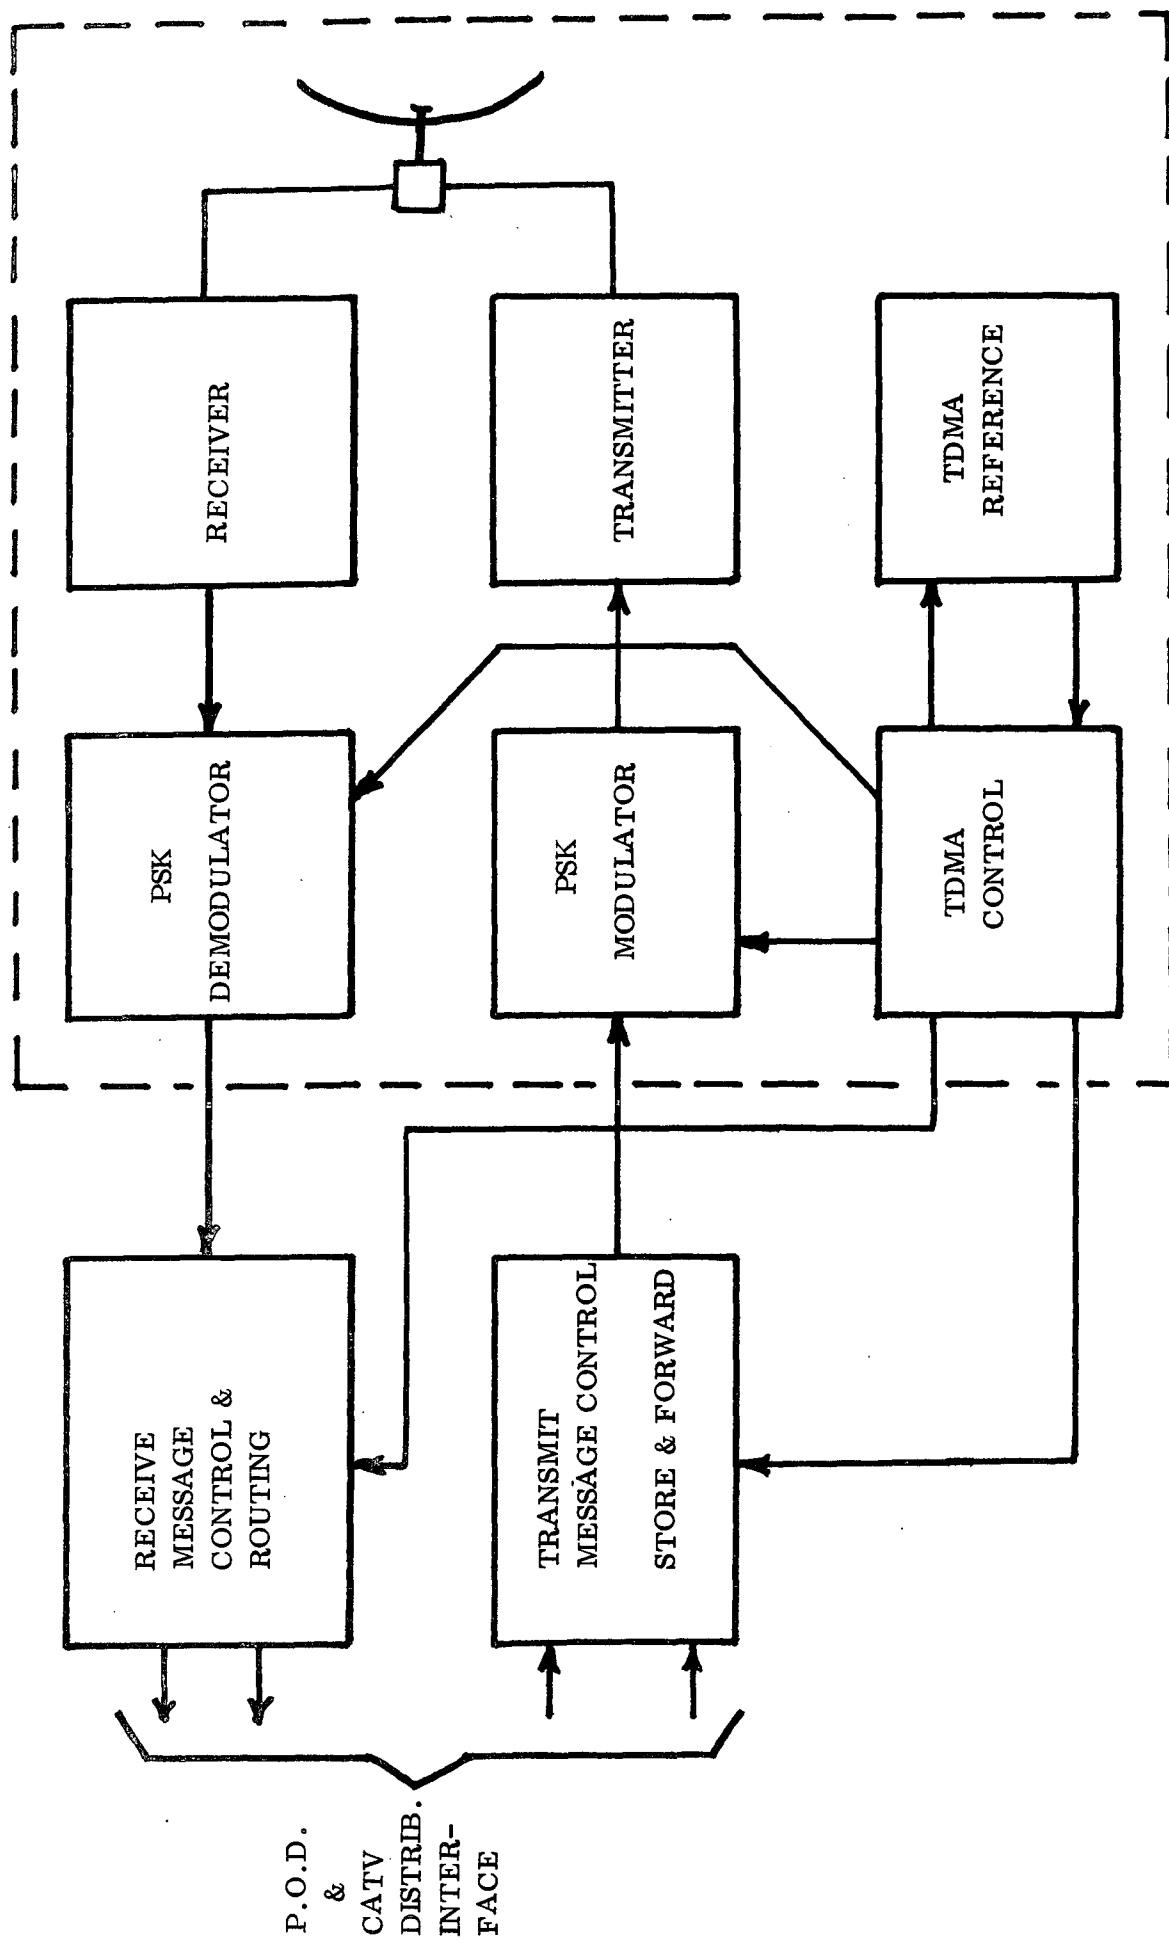 P.O.D.
&
CATV
DISTRIB.
INTER-
FACE
RECEIVE
MESSAGE
CONTROL &
ROUTING
PSK
DEMODULATOR
RECEIVER
TRANSMIT
MESSAGE CONTROL
STORE & FORWARD
PSK
MODULATOR
TRANSMITTER
TDMA
CONTROL
TDMA
REFERENCE